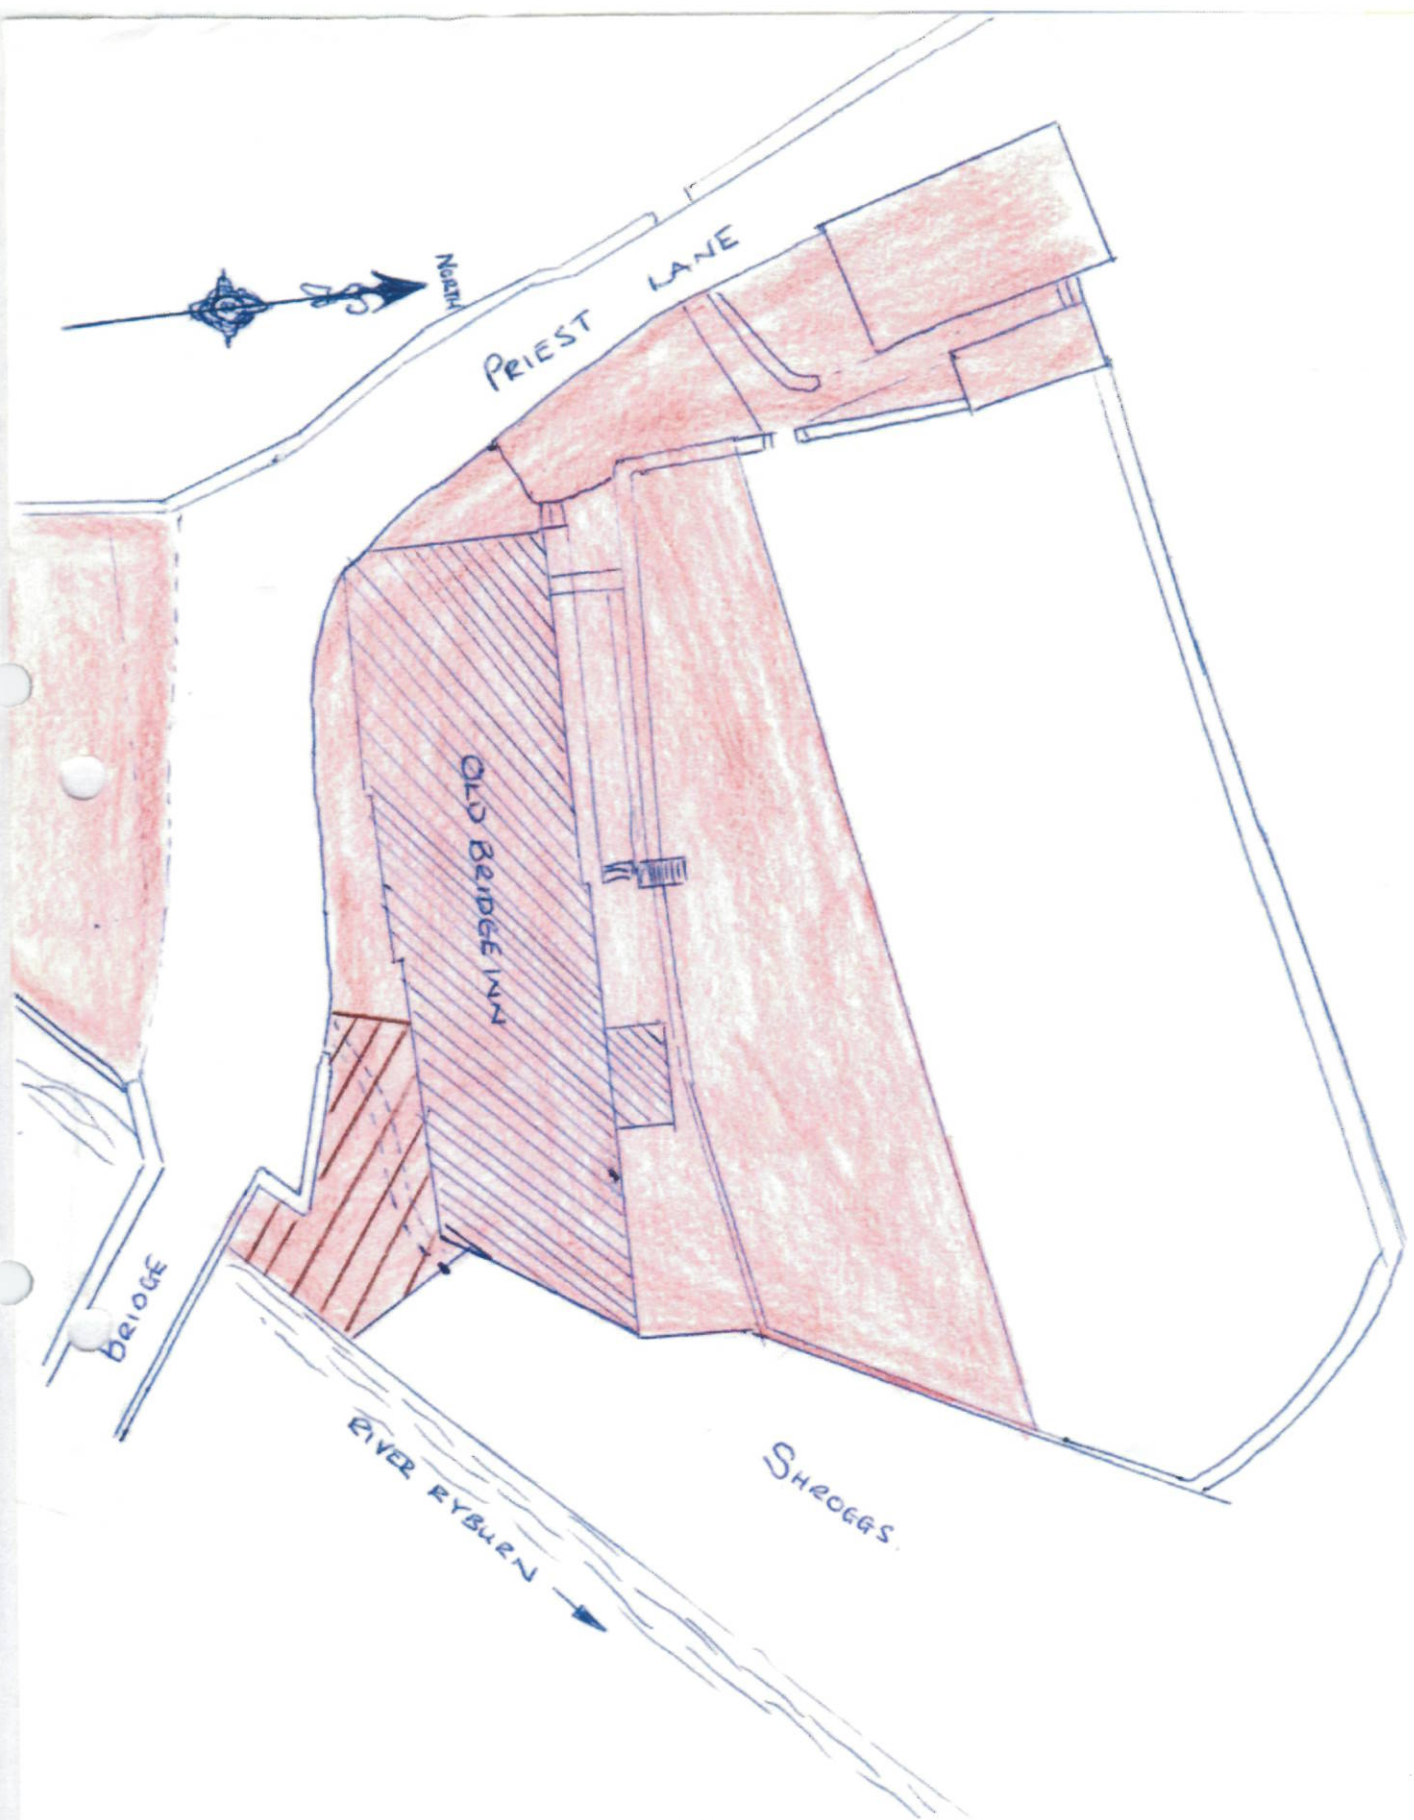 NORTH
PRIEST LANE
OLD BRIDGE INN
BRIDGE
RIVER RYBURN
SHROGGS.